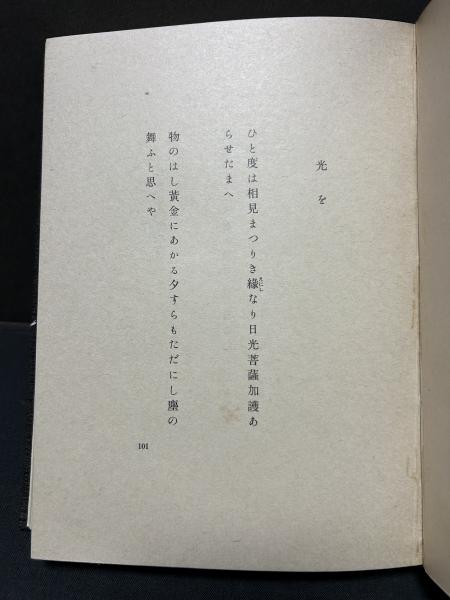 光を
ひと度は相見まつりき緣なり日光菩薩加護あ
らせたまへ
物のはし黃金にあかる夕すらもただにし塵の
舞ふと思へや
101